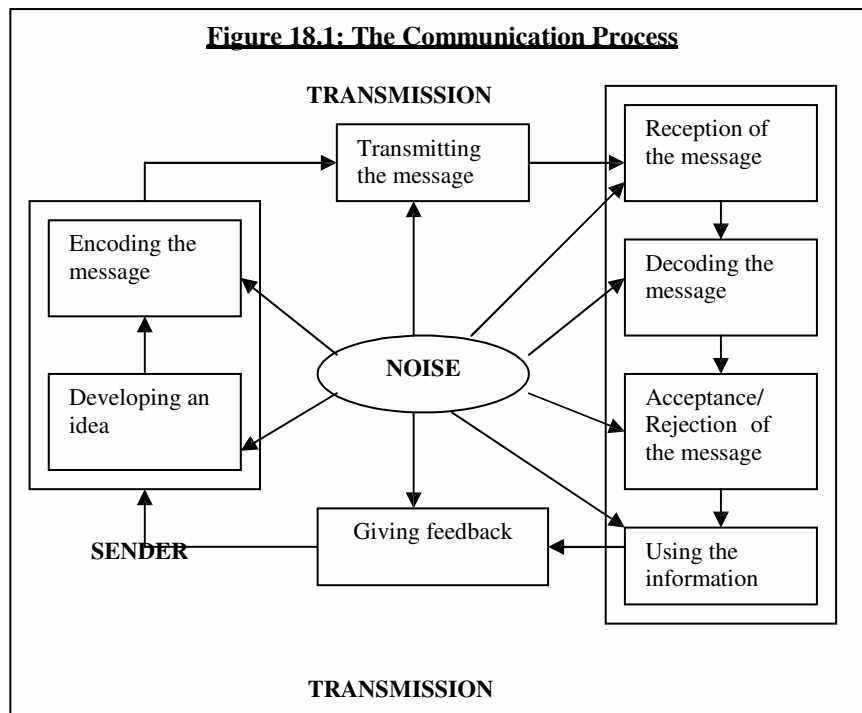 Figure 18.1: The Communication Process
TRANSMISSION
Transmitting
the message
Reception of
the message
Encoding the
message
Decoding the
message
NOISE
Developing an
idea
Acceptance/
Rejection of
the message
Giving feedback
SENDER
Using the
information
TRANSMISSION